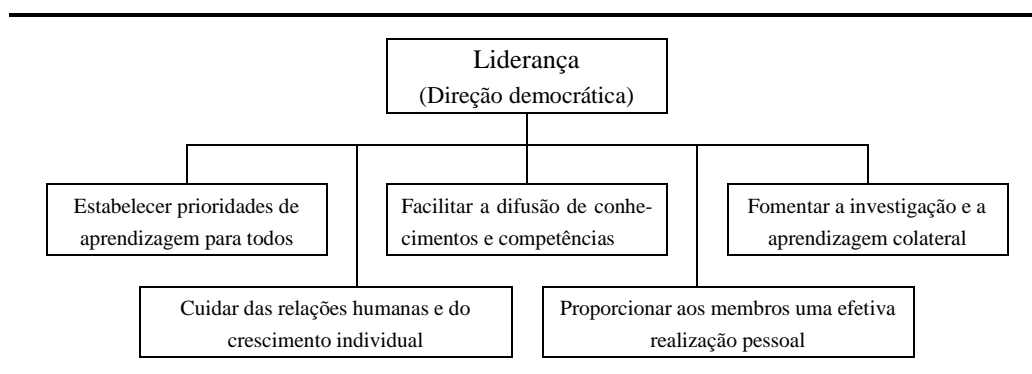 Liderança
(Direção democrática)
Estabelecer prioridades de
aprendizagem para todos
Facilitar a difusão de conhe-
cimentos e competências
Fomentar a investigação e a
aprendizagem colateral
Cuidar das relações humanas e do
crescimento individual
Proporcionar aos membros uma efetiva
realização pessoal